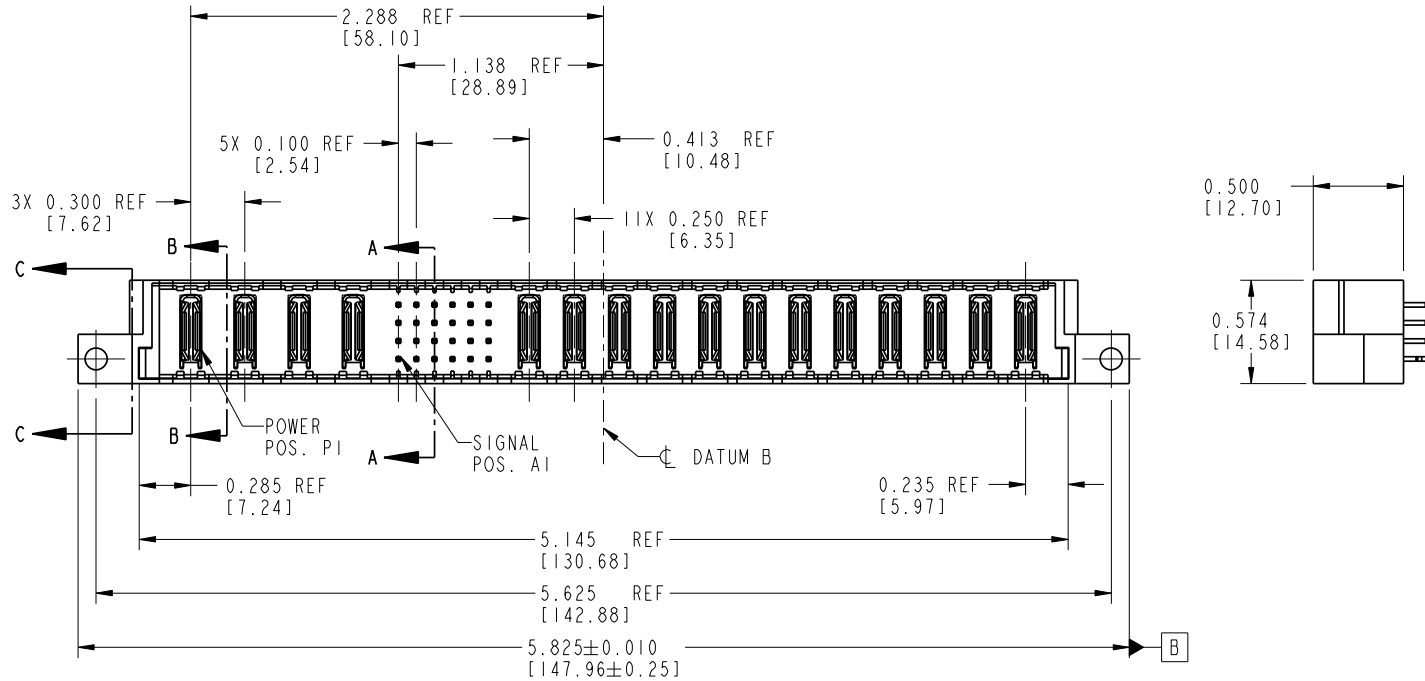 2.288 REF
[58.10]
1.138 REF
[28.89]
5X 0.100 REF
[2.54]
0.413 REF
[10.48]
3X 0.300 REF
[7.62]
11X 0.250 REF
[6.35]
0.500
[12.70]
B
A
C
0.574
[14.58]
C
B
POWER
POS. P1
A
SIGNAL
POS. A1
℄ DATUM B
0.285 REF
[7.24]
0.235 REF
[5.97]
5.145 REF
[130.68]
5.625 REF
[142.88]
5.825±0.010
[147.96±0.25]
B